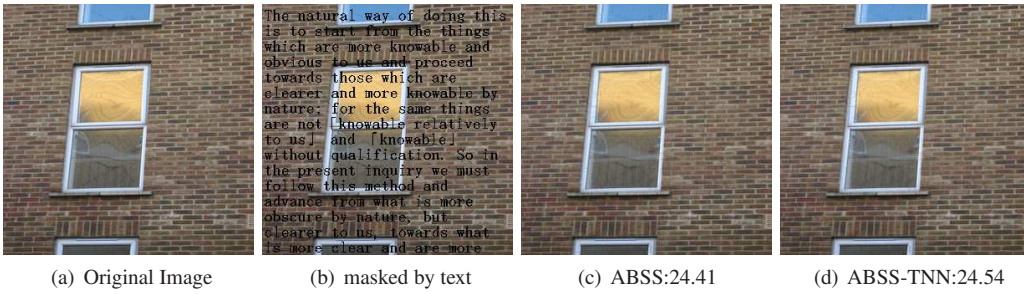 The natural way of doing this
is to start from the things
which are more knowable and
obvious to us and proceed
towards those which are
clearer and more knowable by
nature; for the same things
are not ⌈knowable relatively
to us⌋ and ⌈knowable⌋
without qualification. So in
the present inquiry we must
follow this method and
advance from what is more
obscure by nature, but
clearer to us, towards what
is more clear and are more
(a) Original Image
(b) masked by text
(c) ABSS:24.41
(d) ABSS-TNN:24.54